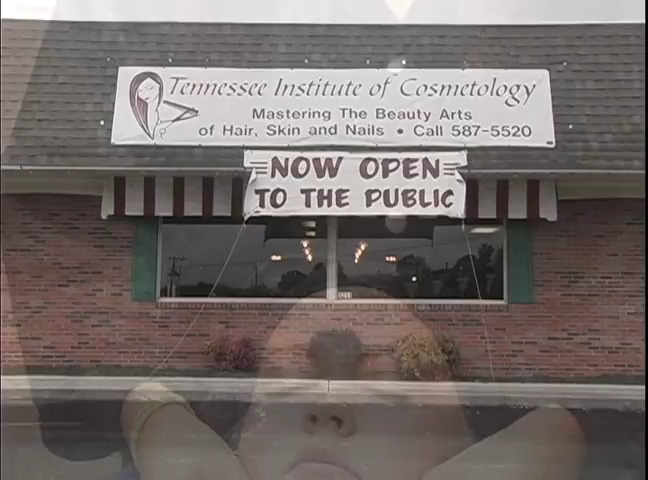 Tennessee Institute of Cosmetology
Mastering The Beauty Arts
of Hair, Skin and Nails • Call 587-5520
NOW OPEN
TO THE PUBLIC